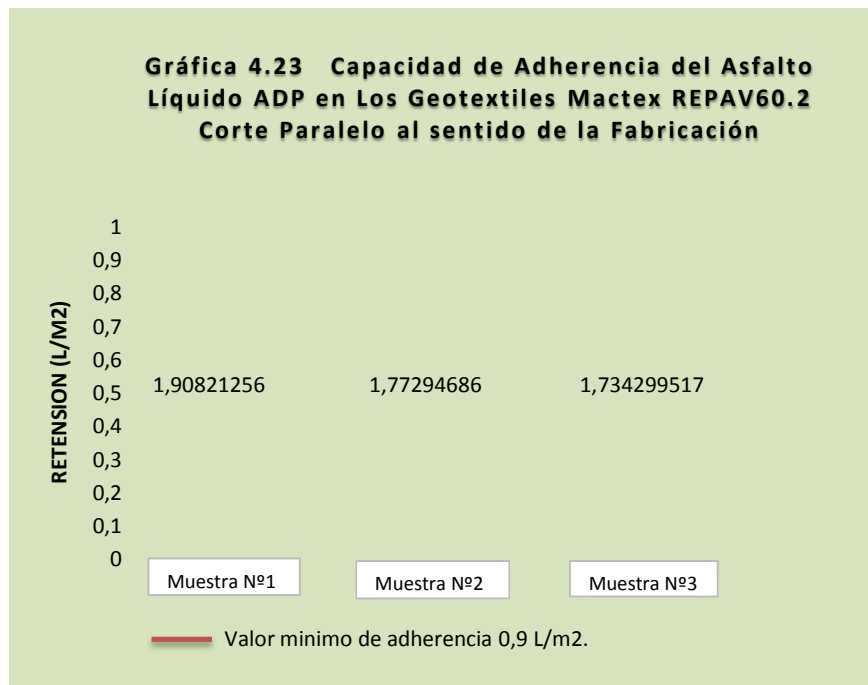 Gráfica 4.23 Capacidad de Adherencia del Asfalto
Líquido ADP en Los Geotextiles Mactex REPAV60.2
Corte Paralelo al sentido de la Fabricación
RETENSION (L/M2)
1
0,9
0,8
0,7
0,6
0,5
0,4
0,3
0,2
0,1
0
1,90821256
1,77294686
1,734299517
Muestra Nº1
Muestra Nº2
Muestra Nº3
Valor minimo de adherencia 0,9 L/m2.